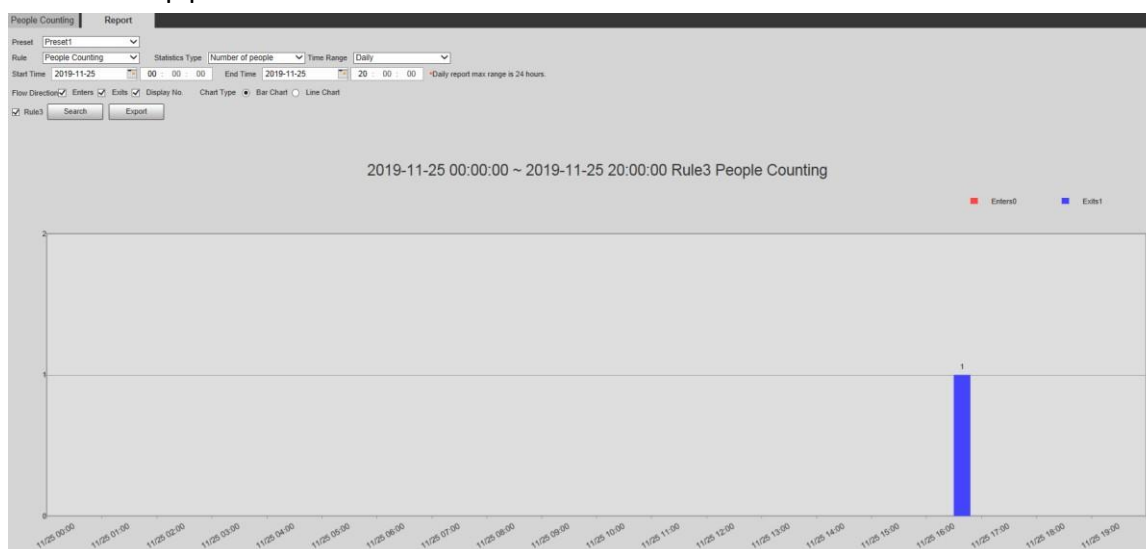 People Counting Report
Preset Preset1
Rule People Counting Statistics Type Number of people Time Range Daily
Start Time 2019-11-25 00 : 00 : 00 End Time 2019-11-25 20 : 00 : 00 *Daily report max range is 24 hours.
Flow Direction Enters Exits Display No. Chart Type Bar Chart Line Chart
Rule3 Search Export
2019-11-25 00:00:00 ~ 2019-11-25 20:00:00 Rule3 People Counting
Enters0 Exits1
2
1
1
0
11/25 00:00 11/25 01:00 11/25 02:00 11/25 03:00 11/25 04:00 11/25 05:00 11/25 06:00 11/25 07:00 11/25 08:00 11/25 09:00 11/25 10:00 11/25 11:00 11/25 12:00 11/25 13:00 11/25 14:00 11/25 15:00 11/25 16:00 11/25 17:00 11/25 18:00 11/25 19:00